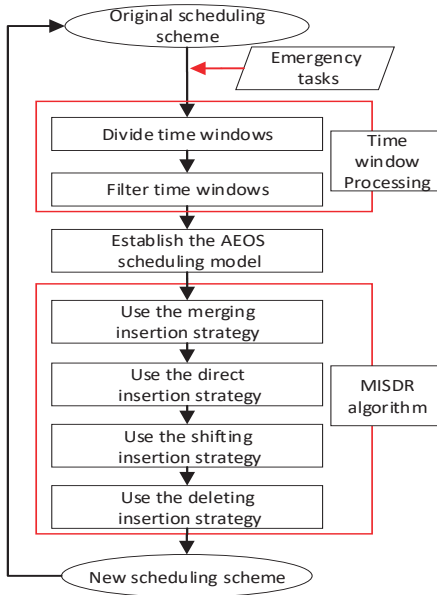 Original scheduling
scheme
Emergency
tasks
Divide time windows
Filter time windows
Time
window
Processing
Establish the AEOS
scheduling model
Use the merging
insertion strategy
Use the direct
insertion strategy
MISDR
algorithm
Use the shifting
insertion strategy
Use the deleting
insertion strategy
New scheduling scheme